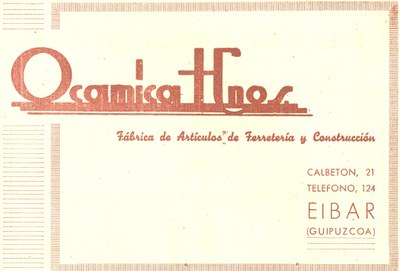 Ocamica Hnos.
Fábrica de Artículos de Ferretería y Construcción
CALBETON, 21
TELEFONO, 124
EIBAR
(GUIPUZCOA)